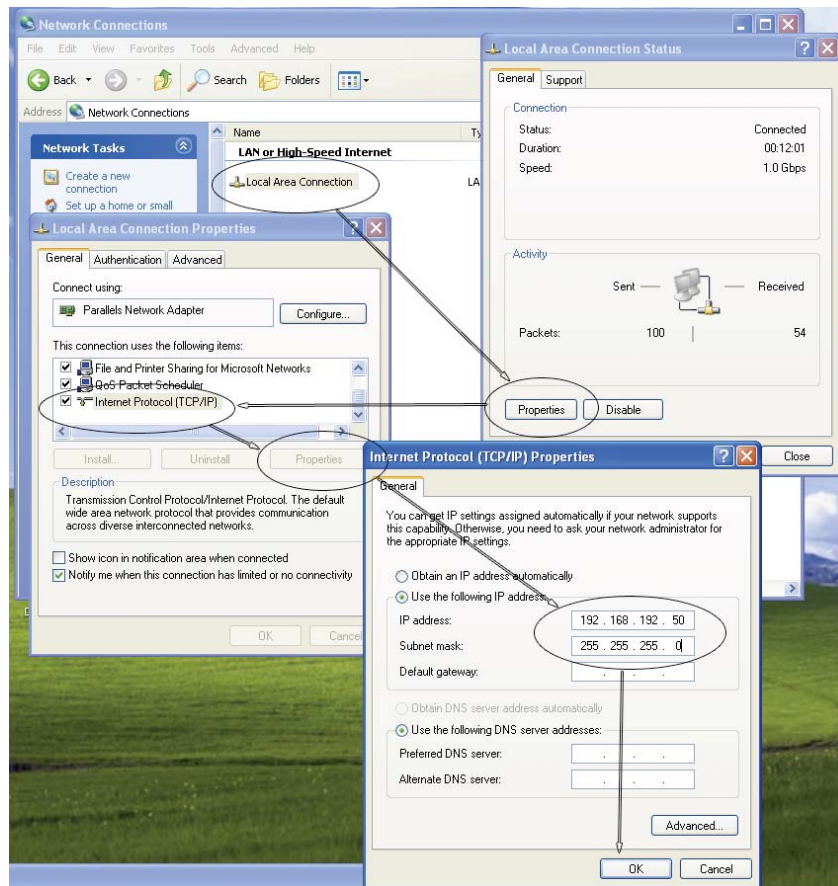 Network Connections
File Edit View Favorites Tools Advanced Help
Back Search Folders
Address Network Connections
Network Tasks
Create a new
connection
Set up a home or small
Name
LAN or High-Speed Internet
Local Area Connection LA
Local Area Connection Status
General Support
Connection
Status: Connected
Duration: 00:12:01
Speed: 1.0 Gbps
Activity
Sent Received
Packets: 100 54
Properties Disable
Close
Local Area Connection Properties
General Authentication Advanced
Connect using:
Parallels Network Adapter Configure...
This connection uses the following items:
File and Printer Sharing for Microsoft Networks
QoS Packet Scheduler
Internet Protocol (TCP/IP)
Install... Uninstall Properties
Description
Transmission Control Protocol/Internet Protocol. The default
wide area network protocol that provides communication
across diverse interconnected networks.
Show icon in notification area when connected
Notify me when this connection has limited or no connectivity
OK Cancel
Internet Protocol (TCP/IP) Properties
General
You can get IP settings assigned automatically if your network supports
this capability. Otherwise, you need to ask your network administrator for
the appropriate IP settings.
Obtain an IP address automatically
Use the following IP address:
IP address: 192 . 168 . 192 . 50
Subnet mask: 255 . 255 . 255 . 0
Default gateway: . . .
Obtain DNS server address automatically
Use the following DNS server addresses:
Preferred DNS server: . . .
Alternate DNS server: . . .
Advanced...
OK Cancel